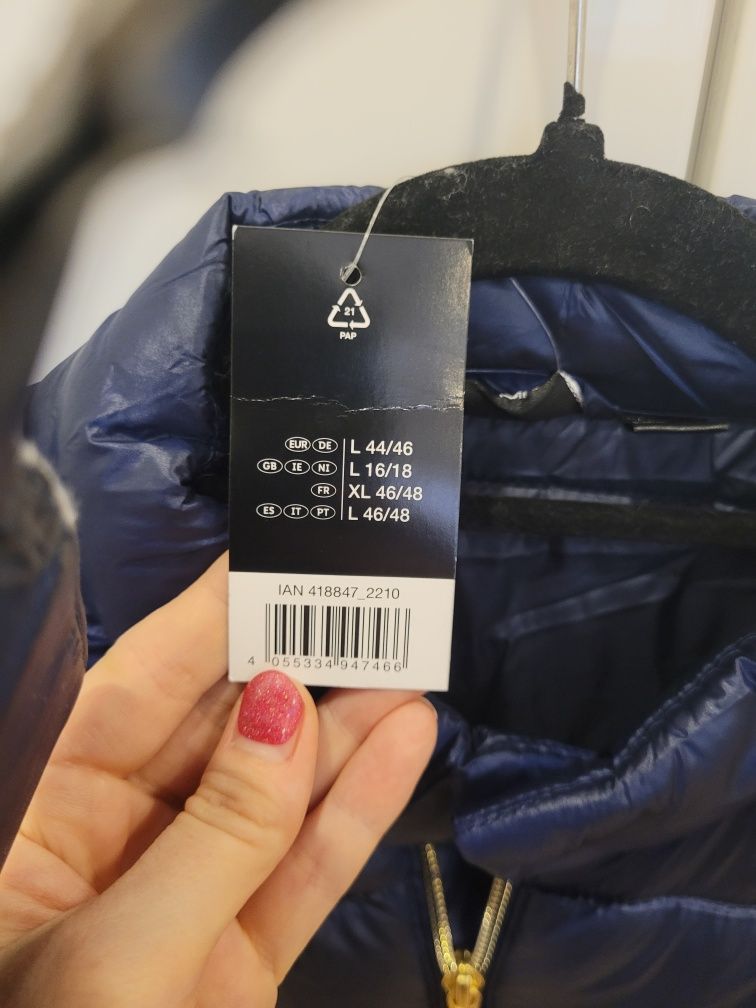 21
PAP
EUR DE L 44/46
GB IE NI L 16/18
FR XL 46/48
ES IT PT L 46/48
IAN 418847_2210
4 055334 947466